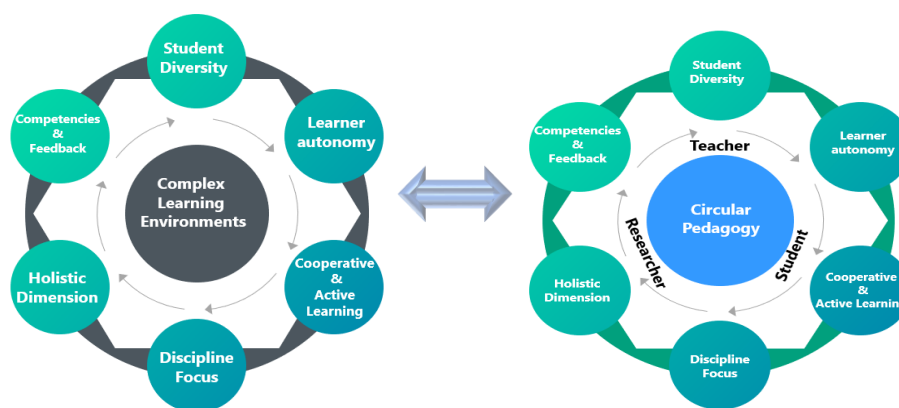 Student
Diversity
Competencies
&
Feedback
Learner
autonomy
Complex
Learning
Environments
Holistic
Dimension
Cooperative
&
Active
Learning
Discipline
Focus
Student
Diversity
Competencies
&
Feedback
Teacher
Learner
autonomy
Circular
Pedagogy
Researcher
Student
Holistic
Dimension
Cooperative
&
Active Learning
Discipline
Focus